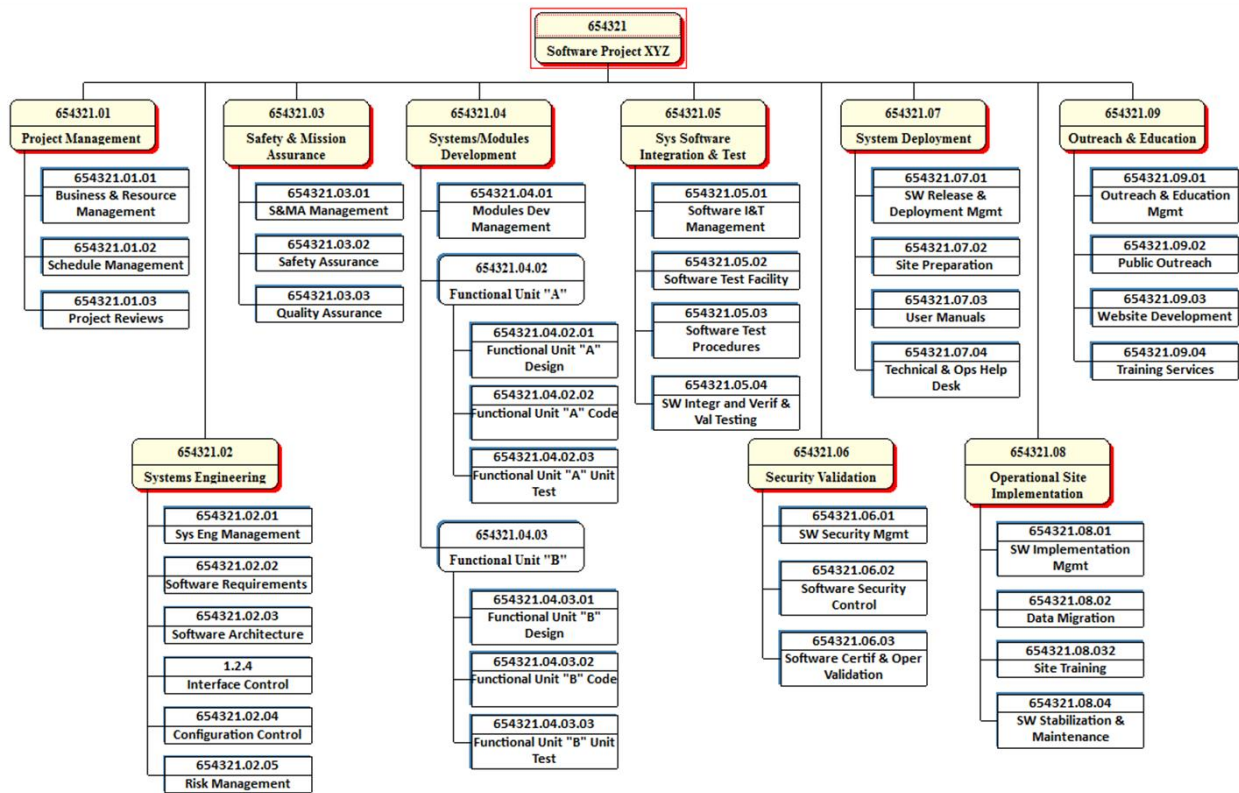 654321
Software Project XYZ
654321.01
Project Management
654321.01.01
Business & Resource
Management
654321.01.02
Schedule Management
654321.01.03
Project Reviews
654321.02
Systems Engineering
654321.02.01
Sys Eng Management
654321.02.02
Software Requirements
654321.02.03
Software Architecture
1.2.4
Interface Control
654321.02.04
Configuration Control
654321.02.05
Risk Management
654321.03
Safety & Mission
Assurance
654321.03.01
S&MA Management
654321.03.02
Safety Assurance
654321.03.03
Quality Assurance
654321.04
Systems/Modules
Development
654321.04.01
Modules Dev
Management
654321.04.02
Functional Unit "A"
654321.04.02.01
Functional Unit "A"
Design
654321.04.02.02
Functional Unit "A" Code
654321.04.02.03
Functional Unit "A" Unit
Test
654321.04.03
Functional Unit "B"
654321.04.03.01
Functional Unit "B"
Design
654321.04.03.02
Functional Unit "B" Code
654321.04.03.03
Functional Unit "B" Unit
Test
654321.05
Sys Software
Integration & Test
654321.05.01
Software I&T
Management
654321.05.02
Software Test Facility
654321.05.03
Software Test
Procedures
654321.05.04
SW Integr and Verif &
Val Testing
654321.06
Security Validation
654321.06.01
SW Security Mgmt
654321.06.02
Software Security
Control
654321.06.03
Software Certif & Oper
Validation
654321.07
System Deployment
654321.07.01
SW Release &
Deployment Mgmt
654321.07.02
Site Preparation
654321.07.03
User Manuals
654321.07.04
Technical & Ops Help
Desk
654321.08
Operational Site
Implementation
654321.08.01
SW Implementation
Mgmt
654321.08.02
Data Migration
654321.08.032
Site Training
654321.08.04
SW Stabilization &
Maintenance
654321.09
Outreach & Education
654321.09.01
Outreach & Education
Mgmt
654321.09.02
Public Outreach
654321.09.03
Website Development
654321.09.04
Training Services